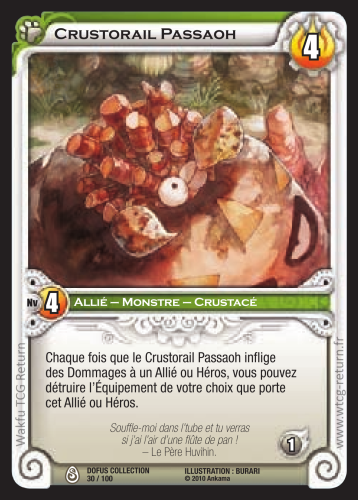 Crustorail Passaoh
4
Nv 4
Allié – Monstre – Crustacé
Chaque fois que le Crustorail Passaoh inflige
des Dommages à un Allié ou Héros, vous pouvez
détruire l'Équipement de votre choix que porte
cet Allié ou Héros.
Souffle-moi dans l'tube et tu verras
si j'ai l'air d'une flûte de pan !
– Le Père Huvihin.
1
Wakfu TCG Return
www.wtcg-return.fr
DOFUS COLLECTION
30 / 100
ILLUSTRATION : BURARI
© 2010 Ankama